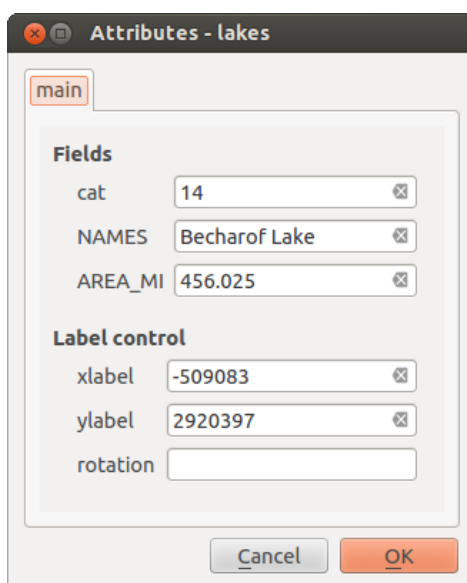 Attributes - lakes
main
Fields
cat 14
NAMES Becharof Lake
AREA_MI 456.025
Label control
xlabel -509083
ylabel 2920397
rotation
Cancel OK